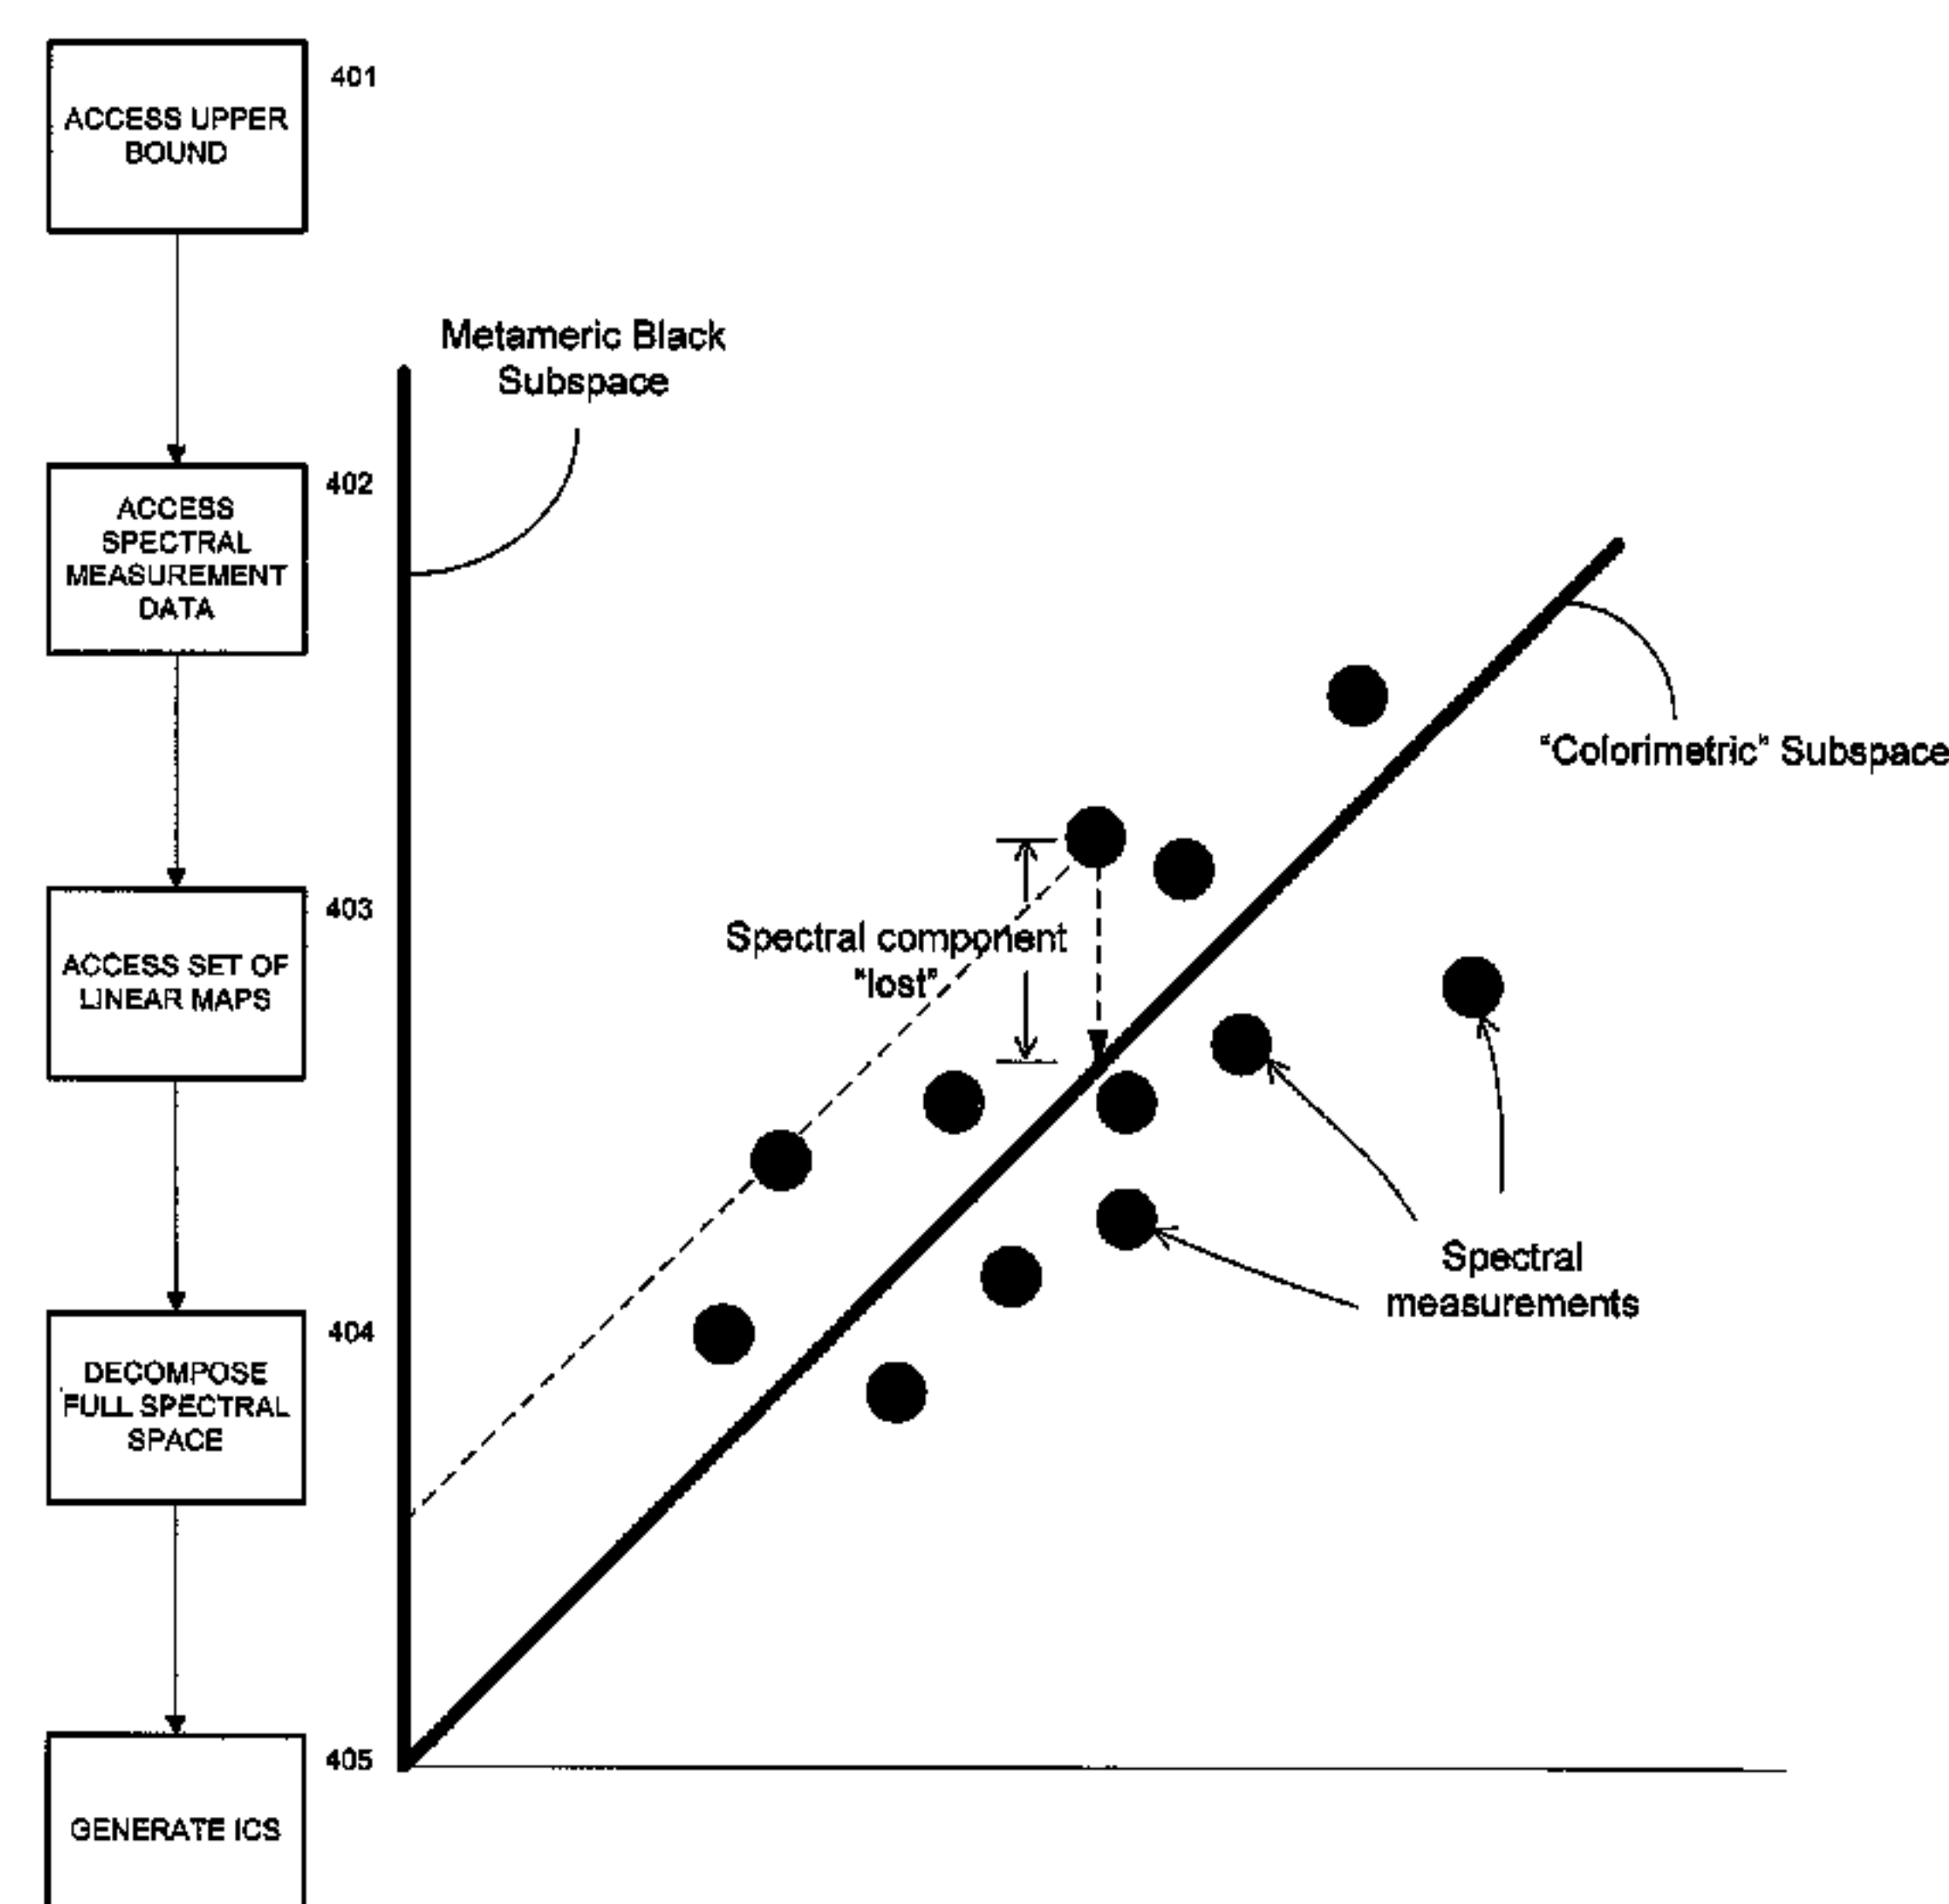 401
ACCESS UPPER
BOUND
402
ACCESS
SPECTRAL
MEASUREMENT
DATA
403
ACCESS SET OF
LINEAR MAPS
404
DECOMPOSE
FULL SPECTRAL
SPACE
405
GENERATE ICS
Metameric Black
Subspace
"Colorimetric" Subspace
Spectral component
"lost"
Spectral
measurements